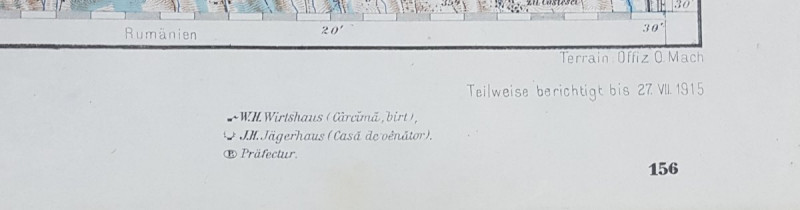 30'
Rumänien
20'
30'
Terrain Offiz O. Mach
Teilweise berichtigt bis 27. VII. 1915
W.H. Wirtshaus (Cârcimă, birt),
J.H. Jägerhaus (Casă de vênător).
Präfectur.
156